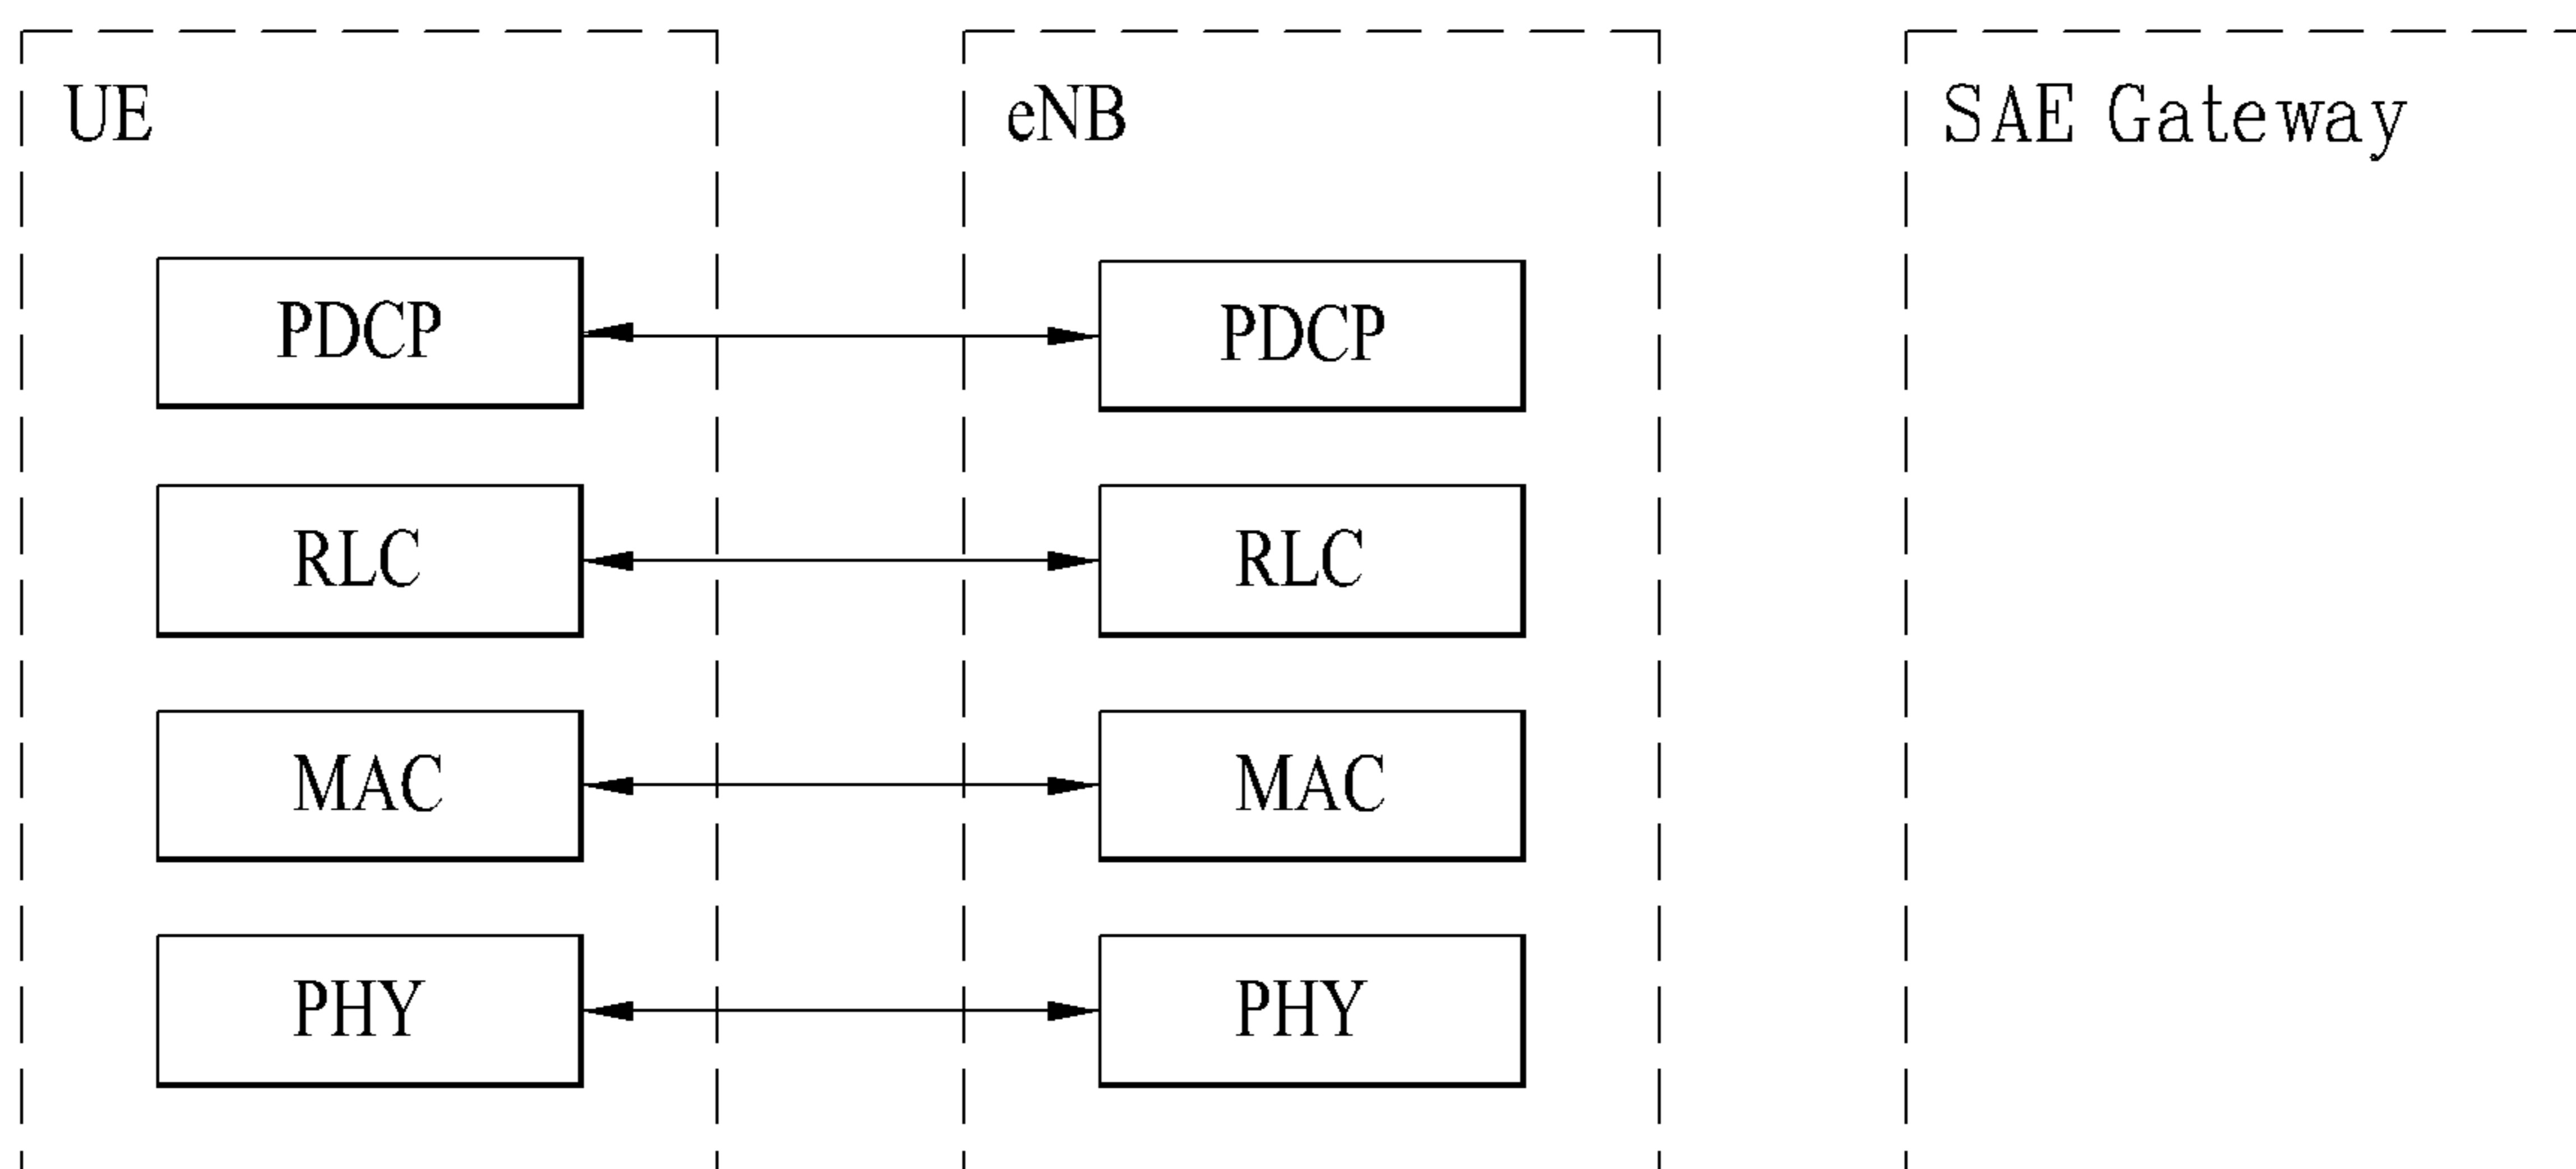 UE
eNB
SAE Gateway
PDCP
PDCP
RLC
RLC
MAC
MAC
PHY
PHY